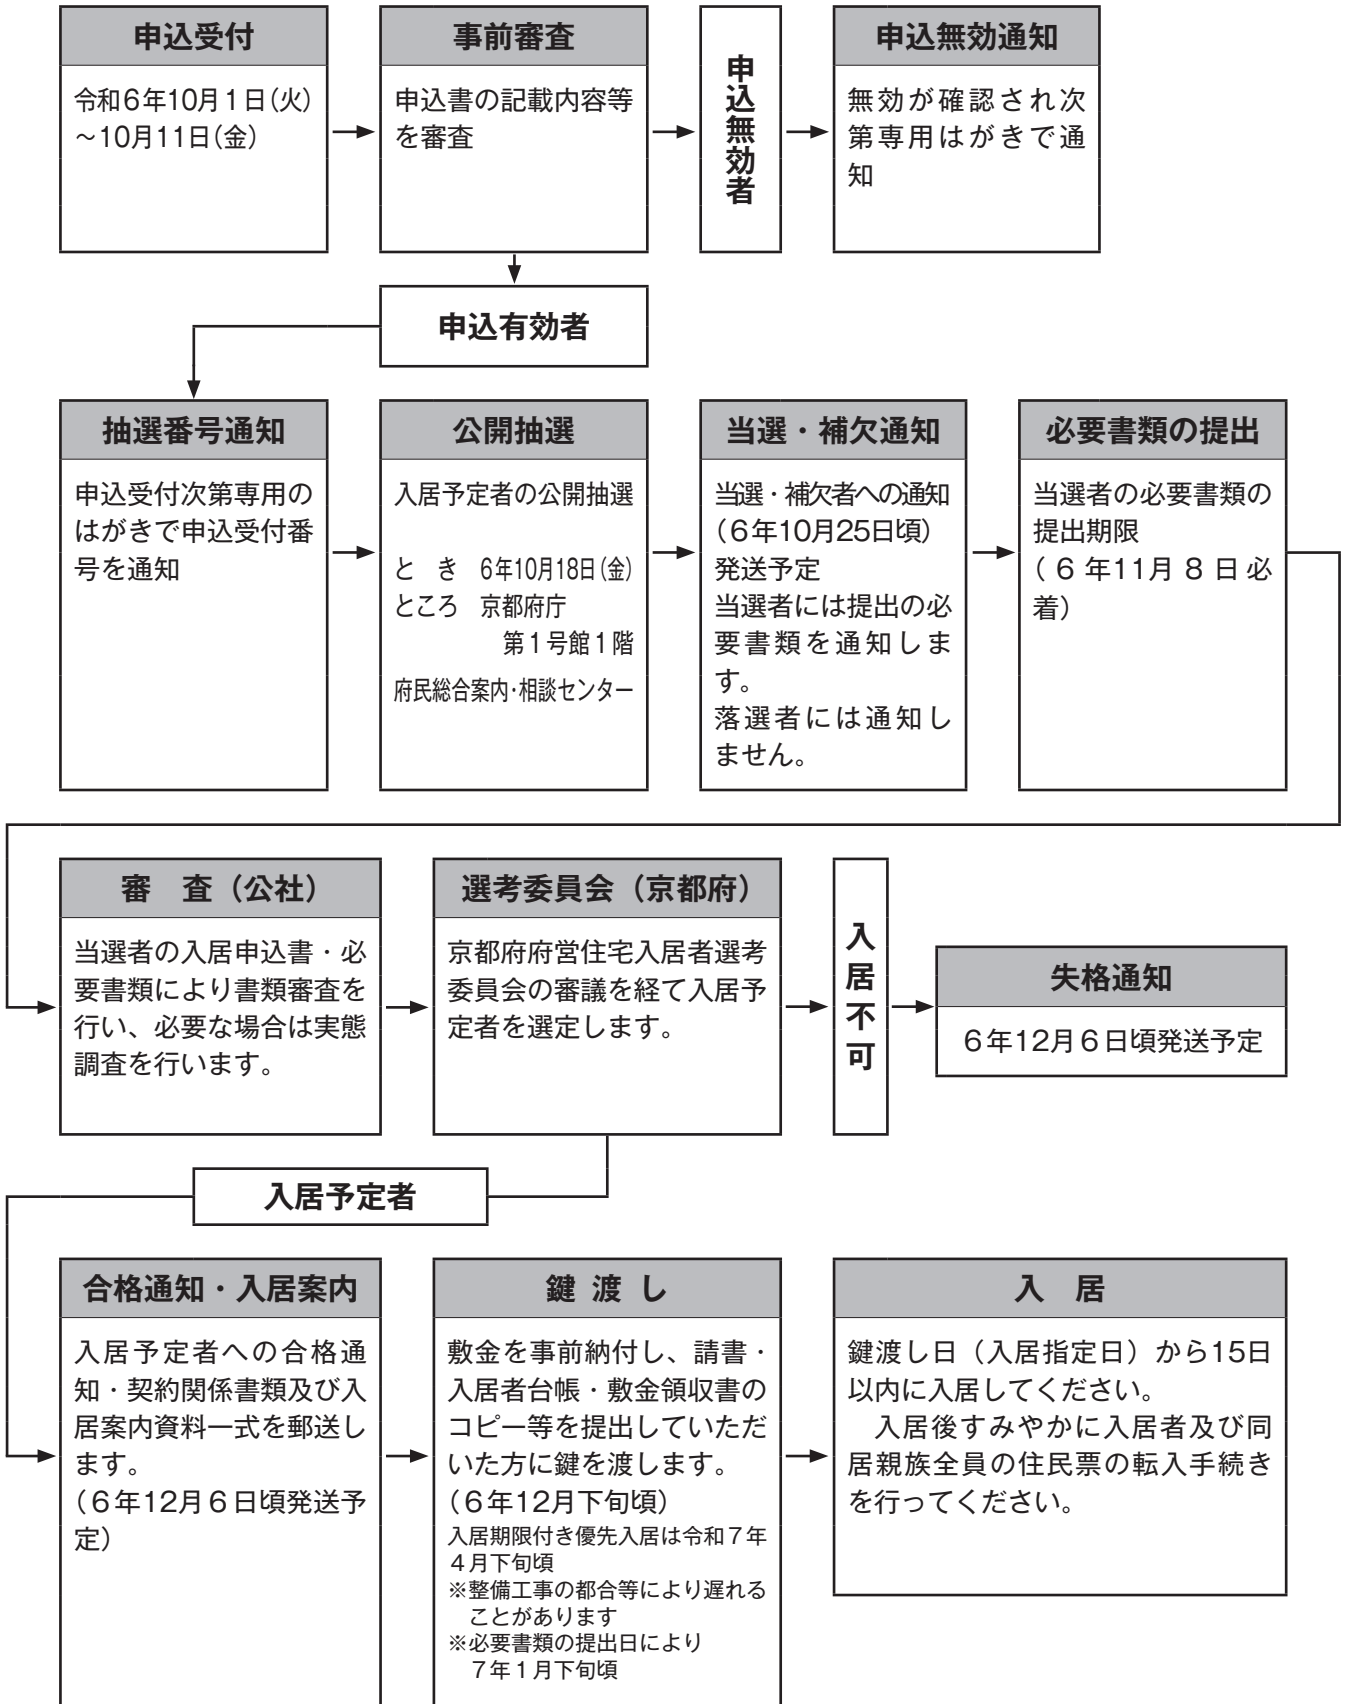 申込受付
令和6年10月1日(火)
～10月11日(金)
事前審査
申込書の記載内容等
を審査
申込無効者
申込無効通知
無効が確認され次
第専用はがきで通
知
申込有効者
抽選番号通知
申込受付次第専用の
はがきで申込受付番
号を通知
公開抽選
入居予定者の公開抽選
と き 6年10月18日(金)
ところ 京都府庁
第1号館1階
府民総合案内・相談センター
当選・補欠通知
当選・補欠者への通知
(6年10月25日頃)
発送予定
当選者には提出の必
要書類を通知しま
す。
落選者には通知し
ません。
必要書類の提出
当選者の必要書類の
提出期限
(6年11月8日必
着)
審 査(公社)
当選者の入居申込書・必
要書類により書類審査を
行い、必要な場合は実態
調査を行います。
選考委員会(京都府)
京都府府営住宅入居者選考
委員会の審議を経て入居予
定者を選定します。
入居不可
失格通知
6年12月6日頃発送予定
入居予定者
合格通知・入居案内
入居予定者への合格通
知・契約関係書類及び入
居案内資料一式を郵送し
ます。
(6年12月6日頃発送予
定)
鍵 渡 し
敷金を事前納付し、請書・
入居者台帳・敷金領収書の
コピー等を提出していただ
いた方に鍵を渡します。
(6年12月下旬頃)
入居期限付き優先入居は令和7年
4月下旬頃
※整備工事の都合等により遅れる
ことがあります
※必要書類の提出日により
7年1月下旬頃
入 居
鍵渡し日(入居指定日)から15日
以内に入居してください。
入居後すみやかに入居者及び同
居親族全員の住民票の転入手続き
を行ってください。